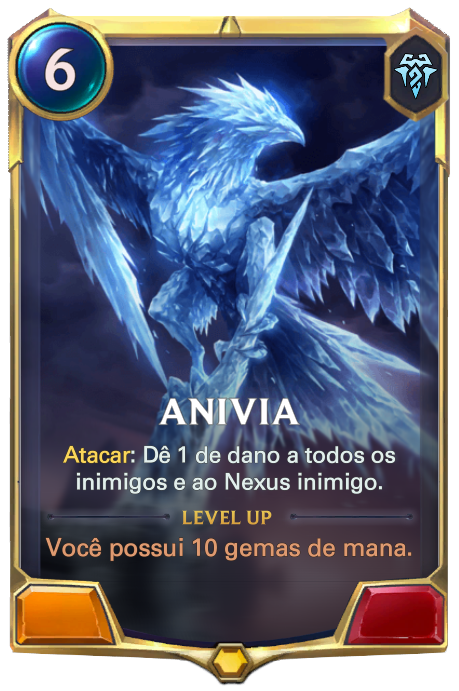 6
ANIVIA
Atacar: Dê 1 de dano a todos os
inimigos e ao Nexus inimigo.
LEVEL UP
Você possui 10 gemas de mana.